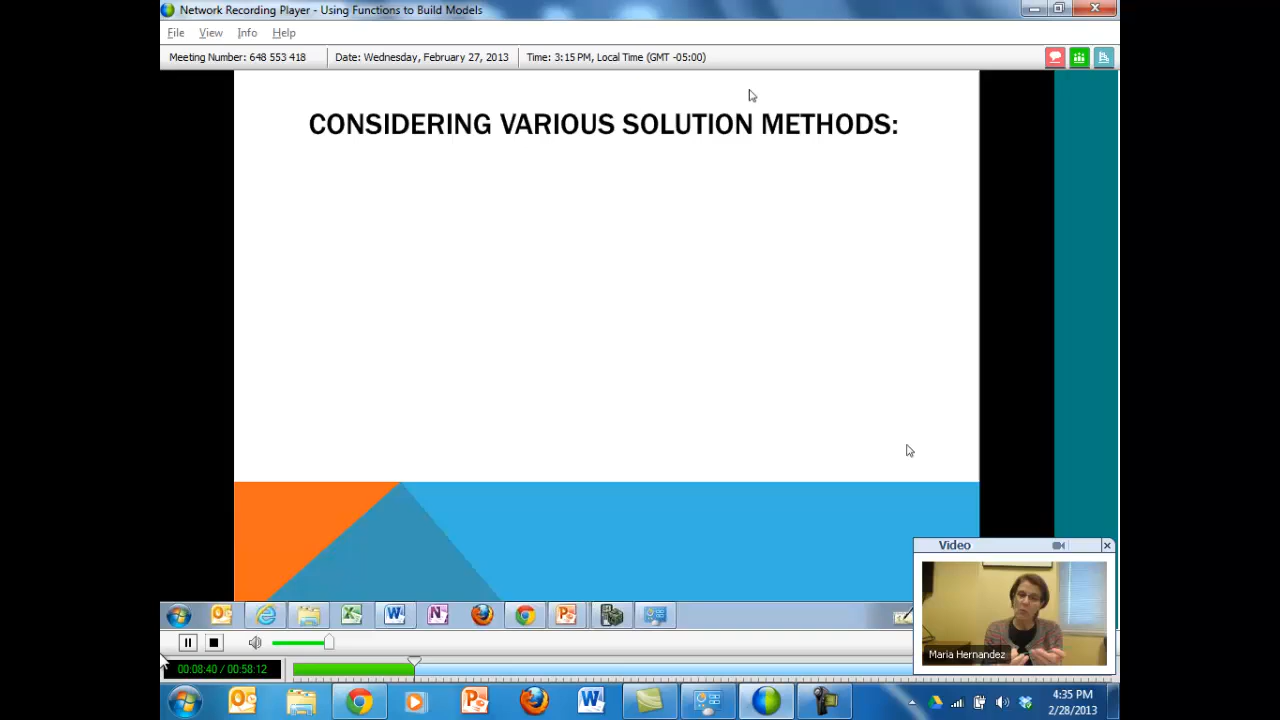 Network Recording Player - Using Functions to Build Models
File View Info Help
Meeting Number: 648 553 418 Date: Wednesday, February 27, 2013 Time: 3:15 PM, Local Time (GMT -05:00)
CONSIDERING VARIOUS SOLUTION METHODS:
Video
Maria Hernandez
00:08:40 / 00:58:12
4:35 PM
2/28/2013